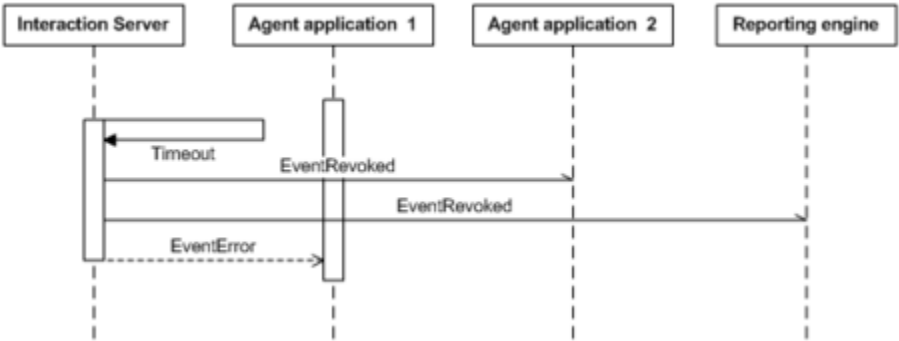 Interaction Server
Agent application 1
Agent application 2
Reporting engine
Timeout
EventRevoked
EventRevoked
EventError